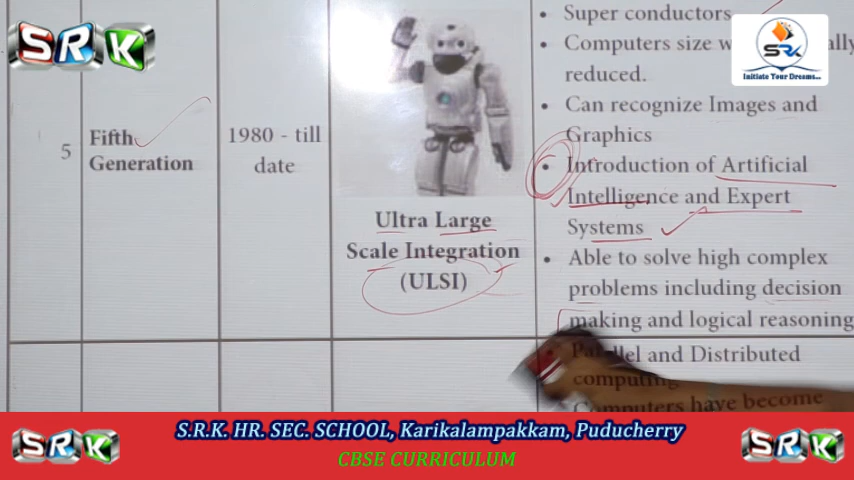 SRK
SRK
Initiate Your Dreams...
5
Fifth
Generation
1980 - till
date
Ultra Large
Scale Integration
(ULSI)
• Super conductors
• Computers size
reduced.
• Can recognize Images and
Graphics
• Introduction of Artificial
Intelligence and Expert
Systems
• Able to solve high complex
problems including decision
making and logical reasoning
• Parallel and Distributed
computing
Computers have become
S.R.K. HR. SEC. SCHOOL, Karikalampakkam, Puducherry
CBSE CURRICULUM
SRK
SRK